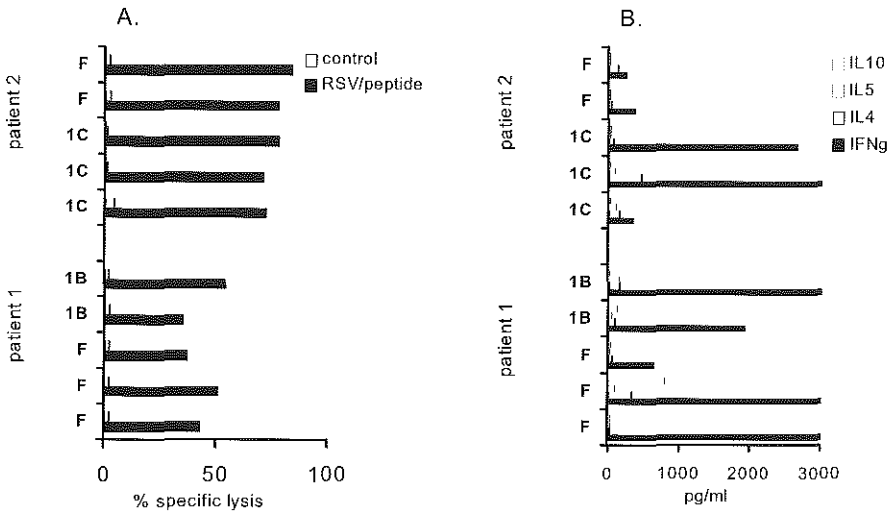 A.
patient 2
F
F
1C
1C
1C
patient 1
1B
1B
F
F
F
control
RSV/peptide
0 50 100
% specific lysis
B.
patient 2
F
F
1C
1C
1C
patient 1
1B
1B
F
F
F
IL10
IL5
IL4
IFNg
0 1000 2000 3000
pg/ml